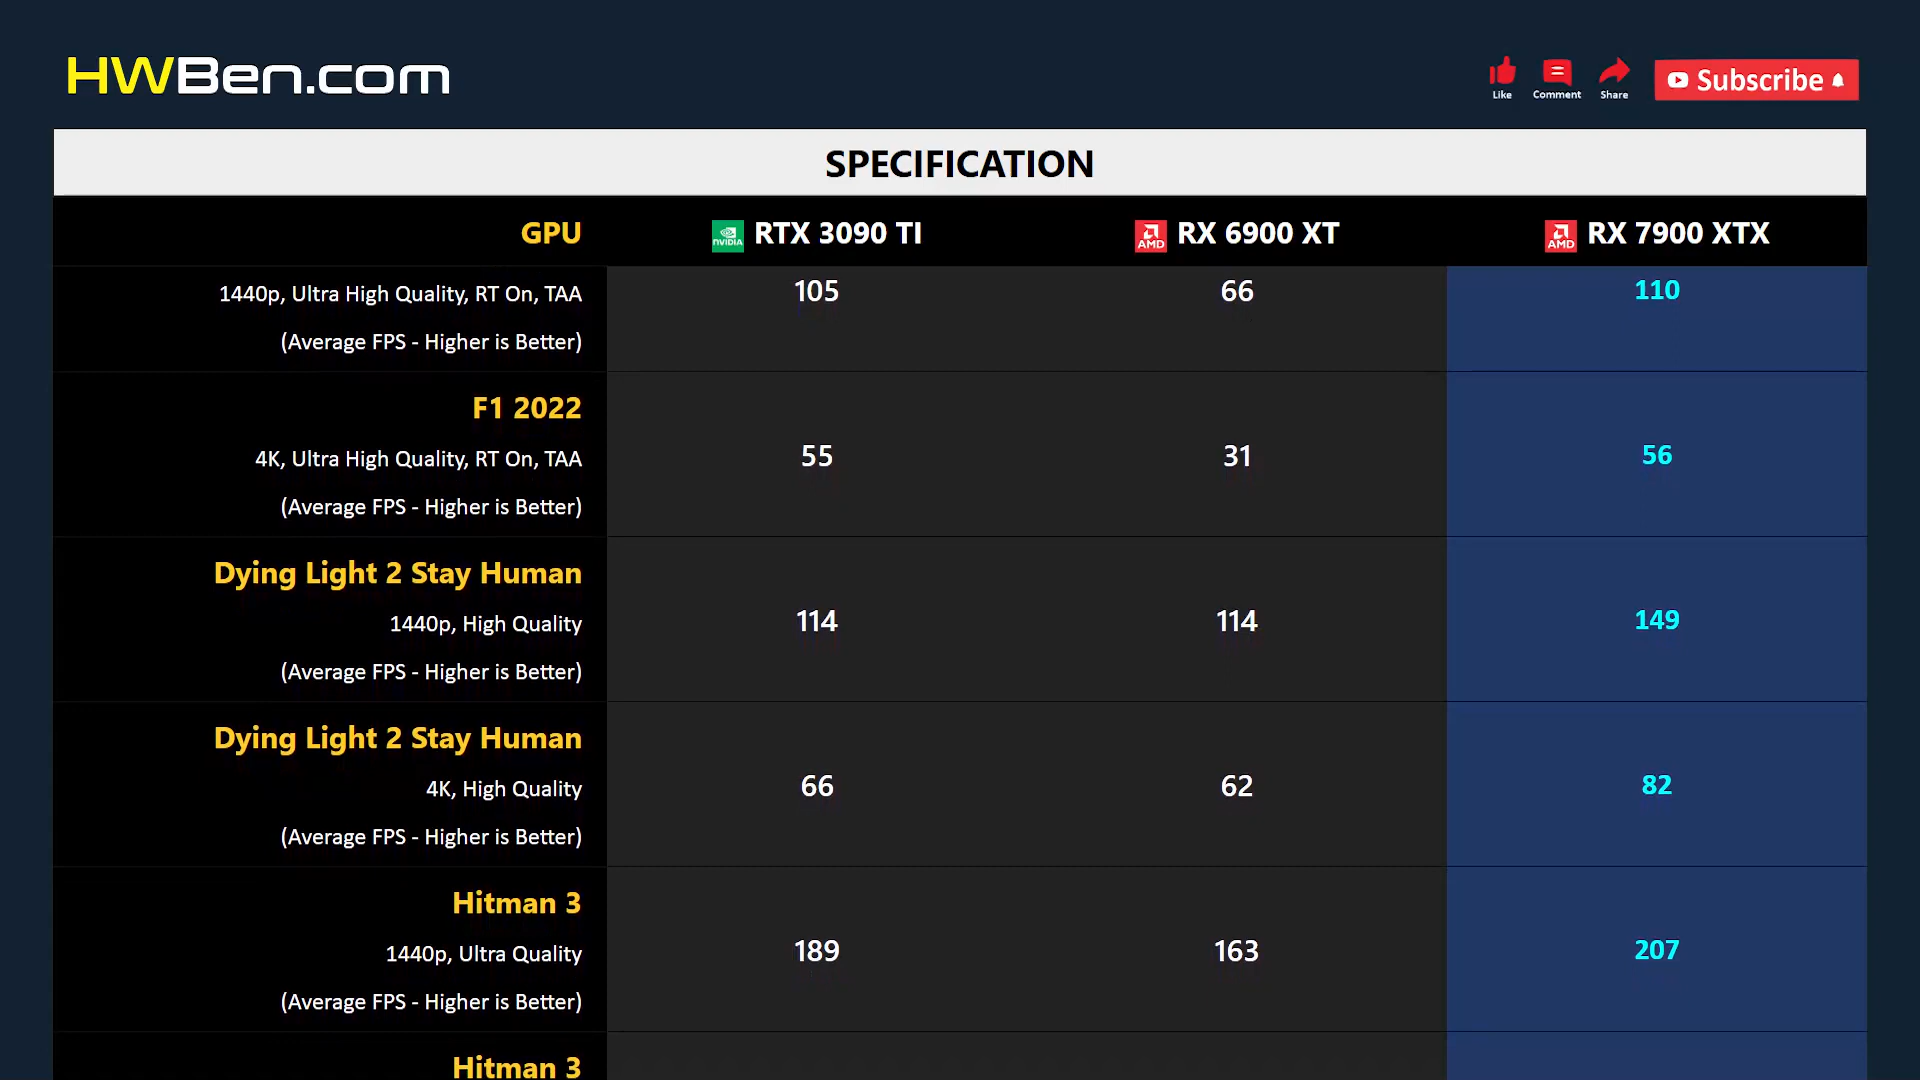 HWBen.com
Like Comment Share Subscribe
SPECIFICATION
GPU NVIDIA RTX 3090 TI AMD RX 6900 XT AMD RX 7900 XTX
1440p, Ultra High Quality, RT On, TAA 105 66 110
(Average FPS - Higher is Better)
F1 2022
4K, Ultra High Quality, RT On, TAA 55 31 56
(Average FPS - Higher is Better)
Dying Light 2 Stay Human
1440p, High Quality 114 114 149
(Average FPS - Higher is Better)
Dying Light 2 Stay Human
4K, High Quality 66 62 82
(Average FPS - Higher is Better)
Hitman 3
1440p, Ultra Quality 189 163 207
(Average FPS - Higher is Better)
Hitman 3